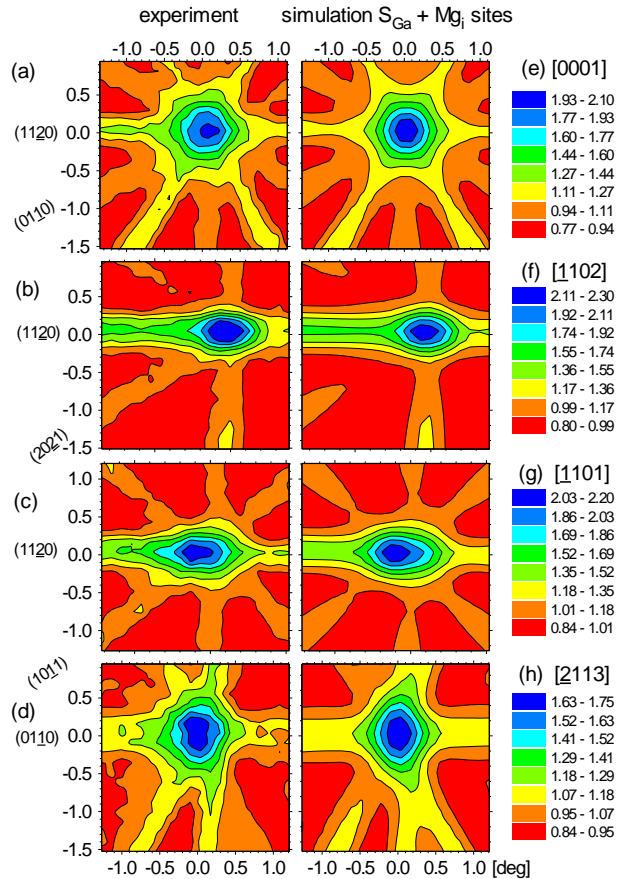 experiment simulation S_Ga + Mg_i sites
-1.0 -0.5 0.0 0.5 1.0 -1.0 -0.5 0.0 0.5 1.0
(a) (e) [0001]
0.5 1.93 - 2.10
1.77 - 1.93
(112̲0) 0.0 1.60 - 1.77
1.44 - 1.60
-0.5 1.27 - 1.44
1.11 - 1.27
(011̲0) -1.0 0.94 - 1.11
0.77 - 0.94
-1.5
(b) (f) [1̲102]
0.5 2.11 - 2.30
1.92 - 2.11
(112̲0) 0.0 1.74 - 1.92
1.55 - 1.74
-0.5 1.36 - 1.55
1.17 - 1.36
-1.0 0.99 - 1.17
0.80 - 0.99
(202̲1) -1.5
(c) (g) [1̲101]
1.0 2.03 - 2.20
0.5 1.86 - 2.03
1.69 - 1.86
(112̲0) 0.0 1.52 - 1.69
1.35 - 1.52
-0.5 1.18 - 1.35
1.01 - 1.18
-1.0 0.84 - 1.01
(101̲1)
(d) (h) [2̲113]
0.5 1.63 - 1.75
1.52 - 1.63
(011̲0) 0.0 1.41 - 1.52
1.29 - 1.41
-0.5 1.18 - 1.29
1.07 - 1.18
-1.0 0.95 - 1.07
0.84 - 0.95
-1.5
-1.0 -0.5 0.0 0.5 -1.0 -0.5 0.0 0.5 1.0 [deg]